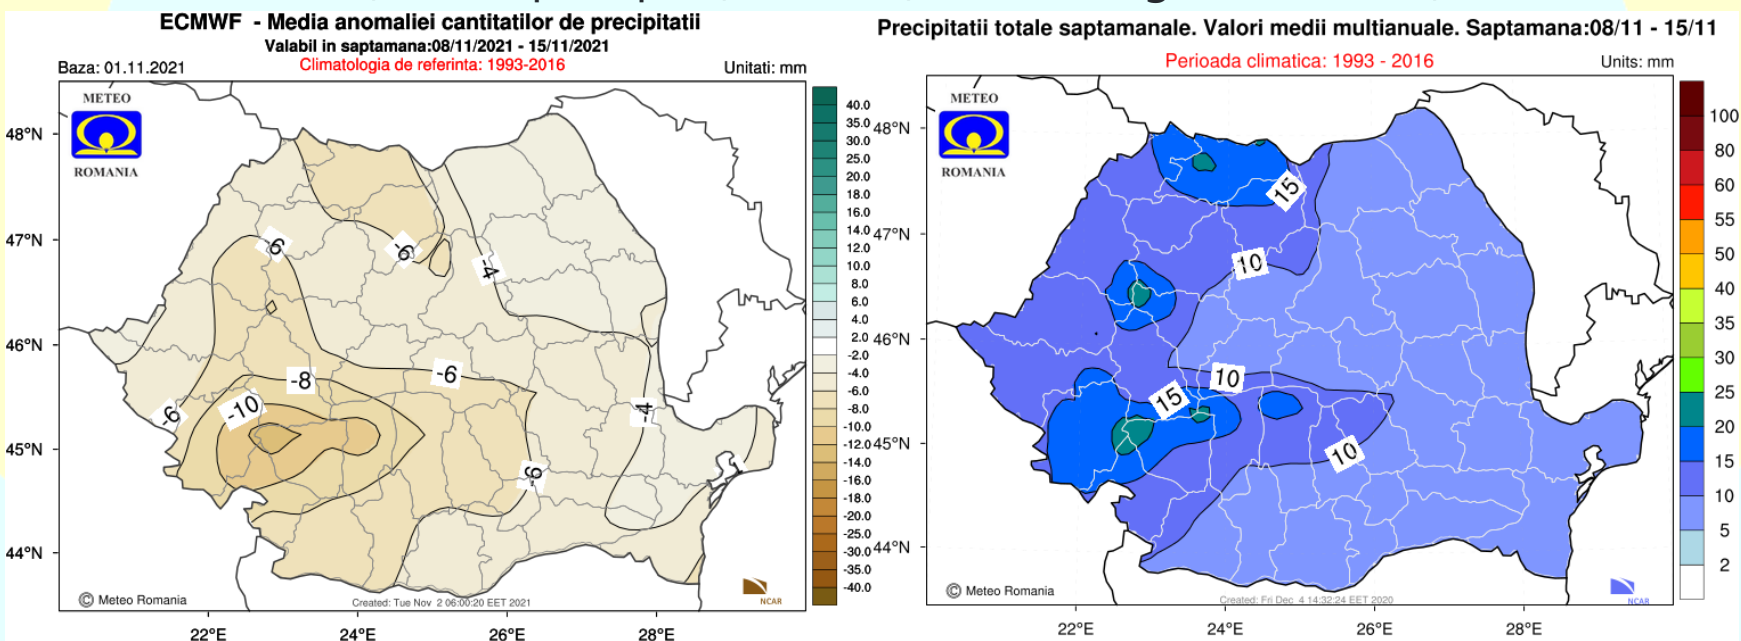 ECMWF - Media anomaliei cantitatilor de precipitatii
Valabil in saptamana:08/11/2021 - 15/11/2021
Baza: 01.11.2021
Climatologia de referinta: 1993-2016
Unitati: mm
METEO
ROMANIA
48°N
47°N
46°N
45°N
44°N
22°E
24°E
26°E
28°E
-6
-6
-4
-8
-6
-10
-6
-4
-6
40.0
35.0
30.0
25.0
20.0
18.0
16.0
14.0
12.0
10.0
8.0
6.0
4.0
2.0
-2.0
-4.0
-6.0
-8.0
-10.0
-12.0
-14.0
-16.0
-18.0
-20.0
-25.0
-30.0
-35.0
-40.0
© Meteo Romania
Created: Tue Nov 2 06:00:20 EET 2021
NCAR
Precipitatii totale saptamanale. Valori medii multianuale. Saptamana:08/11 - 15/11
Perioada climatica: 1993 - 2016
Units: mm
METEO
ROMANIA
48°N
47°N
46°N
45°N
44°N
22°E
24°E
26°E
28°E
15
10
10
15
10
100
80
60
55
50
40
35
30
25
20
15
10
5
2
© Meteo Romania
Created: Fri Dec 4 14:32:24 EET 2020
NCAR